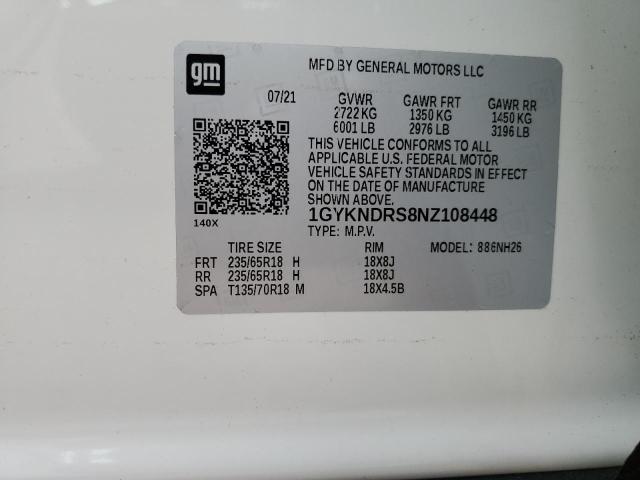 gm
MFD BY GENERAL MOTORS LLC
07/21 GVWR GAWR FRT GAWR RR
2722 KG 1350 KG 1450 KG
6001 LB 2976 LB 3196 LB
THIS VEHICLE CONFORMS TO ALL
APPLICABLE U.S. FEDERAL MOTOR
VEHICLE SAFETY STANDARDS IN EFFECT
ON THE DATE OF MANUFACTURE
SHOWN ABOVE.
1GYKNDRS8NZ108448
140X
TYPE: M.P.V.
TIRE SIZE RIM MODEL: 886NH26
FRT 235/65R18 H 18X8J
RR 235/65R18 H 18X8J
SPA T135/70R18 M 18X4.5B